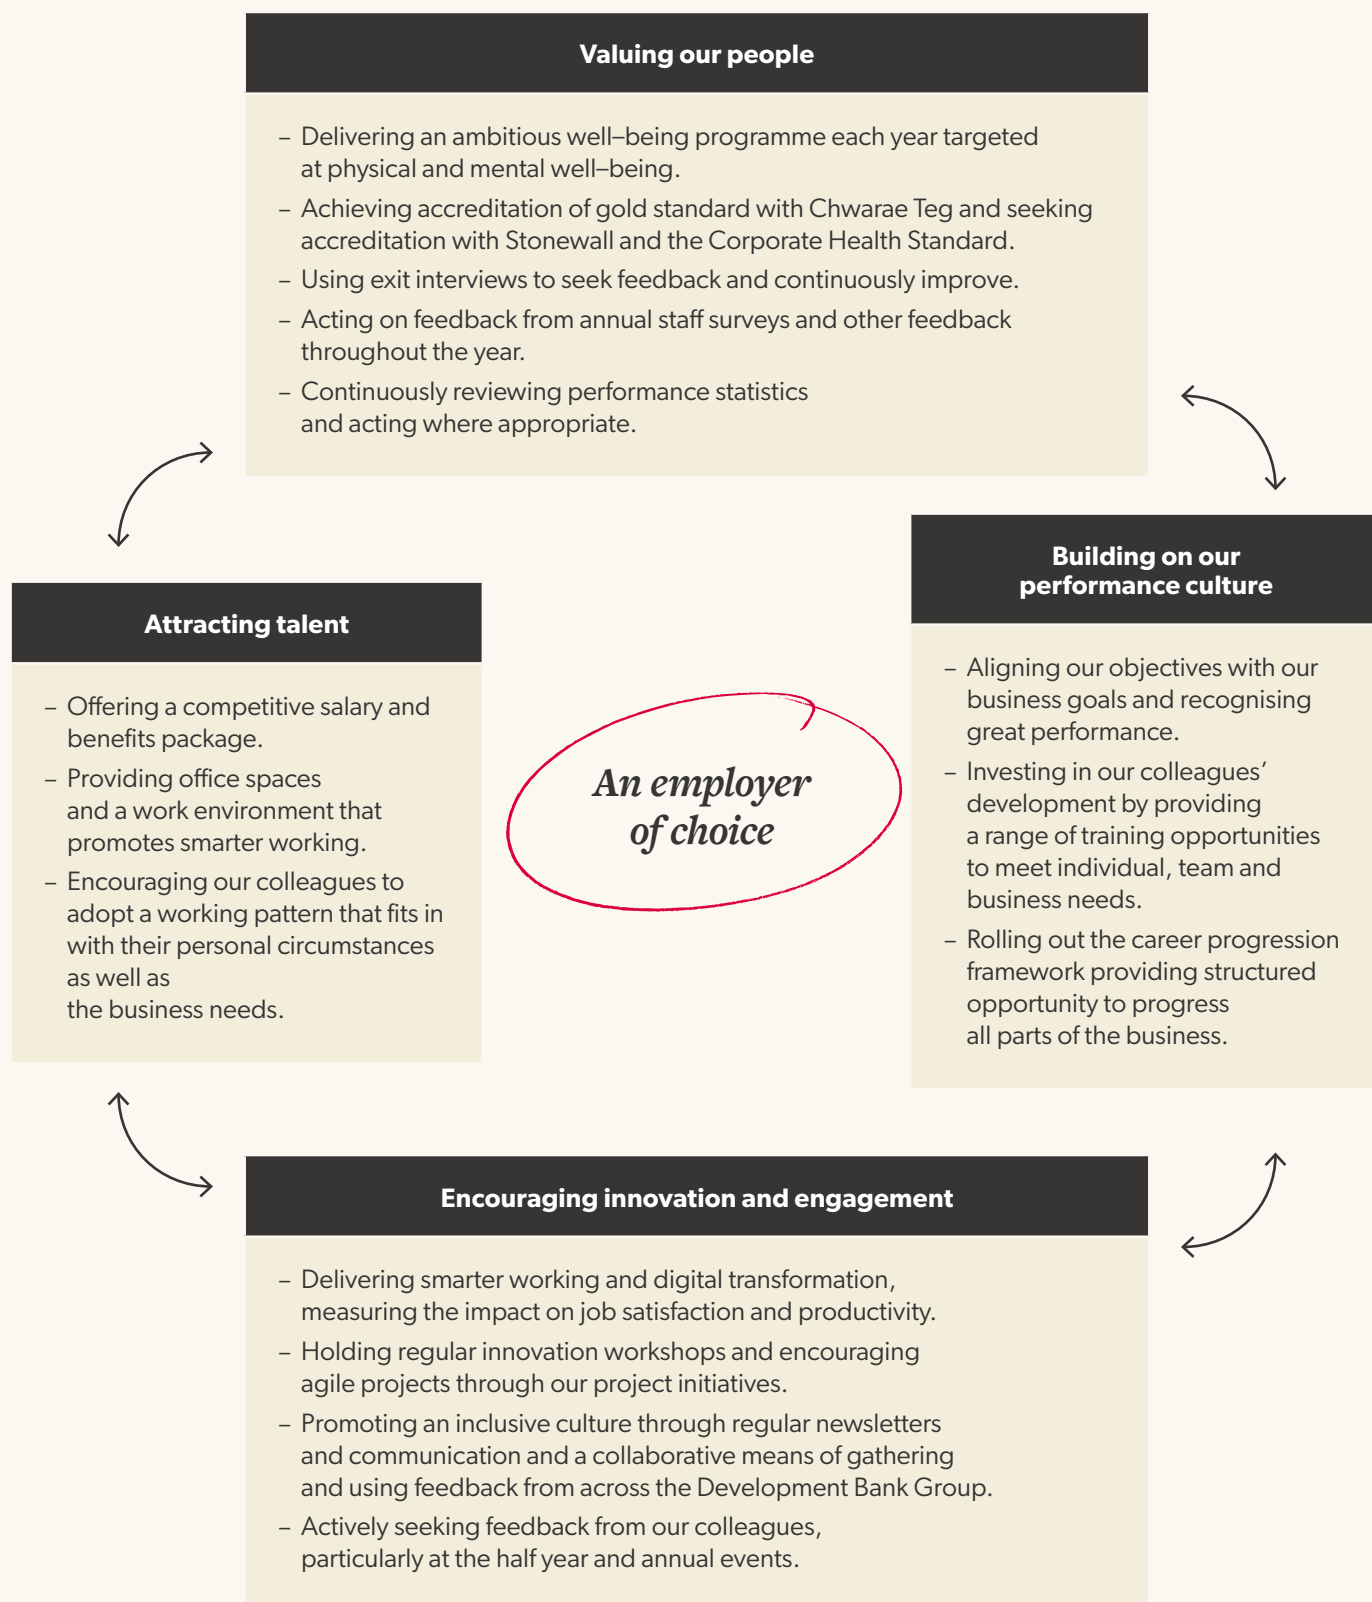 Valuing our people
– Delivering an ambitious well–being programme each year targeted
at physical and mental well–being.
– Achieving accreditation of gold standard with Chwarae Teg and seeking
accreditation with Stonewall and the Corporate Health Standard.
– Using exit interviews to seek feedback and continuously improve.
– Acting on feedback from annual staff surveys and other feedback
throughout the year.
– Continuously reviewing performance statistics
and acting where appropriate.
Attracting talent
– Offering a competitive salary and
benefits package.
– Providing office spaces
and a work environment that
promotes smarter working.
– Encouraging our colleagues to
adopt a working pattern that fits in
with their personal circumstances
as well as
the business needs.
An employer
of choice
Building on our
performance culture
– Aligning our objectives with our
business goals and recognising
great performance.
– Investing in our colleagues’
development by providing
a range of training opportunities
to meet individual, team and
business needs.
– Rolling out the career progression
framework providing structured
opportunity to progress
all parts of the business.
Encouraging innovation and engagement
– Delivering smarter working and digital transformation,
measuring the impact on job satisfaction and productivity.
– Holding regular innovation workshops and encouraging
agile projects through our project initiatives.
– Promoting an inclusive culture through regular newsletters
and communication and a collaborative means of gathering
and using feedback from across the Development Bank Group.
– Actively seeking feedback from our colleagues,
particularly at the half year and annual events.